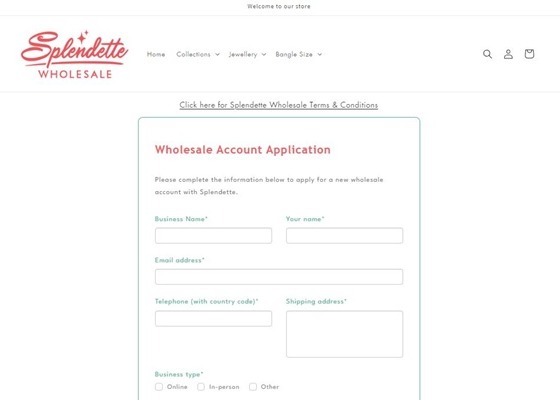 Welcome to our store
Splendette
WHOLESALE
Home Collections Jewellery Bangle Size
Click here for Splendette Wholesale Terms & Conditions
Wholesale Account Application
Please complete the information below to apply for a new wholesale
account with Splendette.
Business Name* Your name*
Email address*
Telephone (with country code)* Shipping address*
Business type*
Online In-person Other